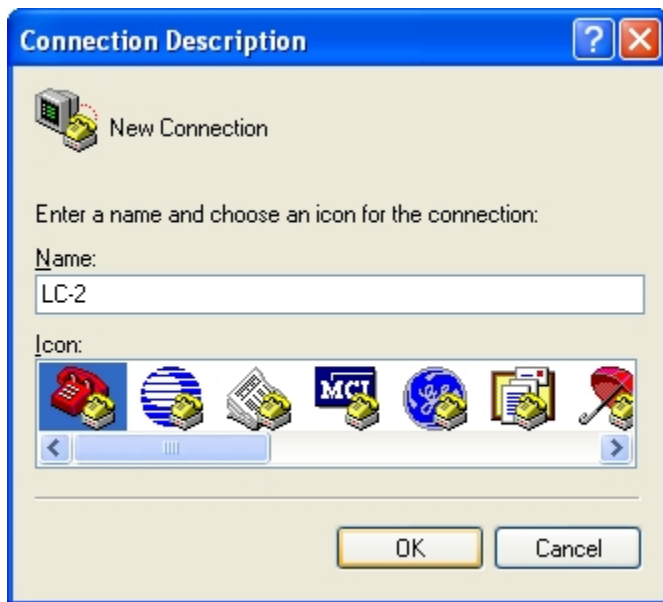 Connection Description
New Connection
Enter a name and choose an icon for the connection:
Name:
LC-2
Icon:
MCI
OK Cancel